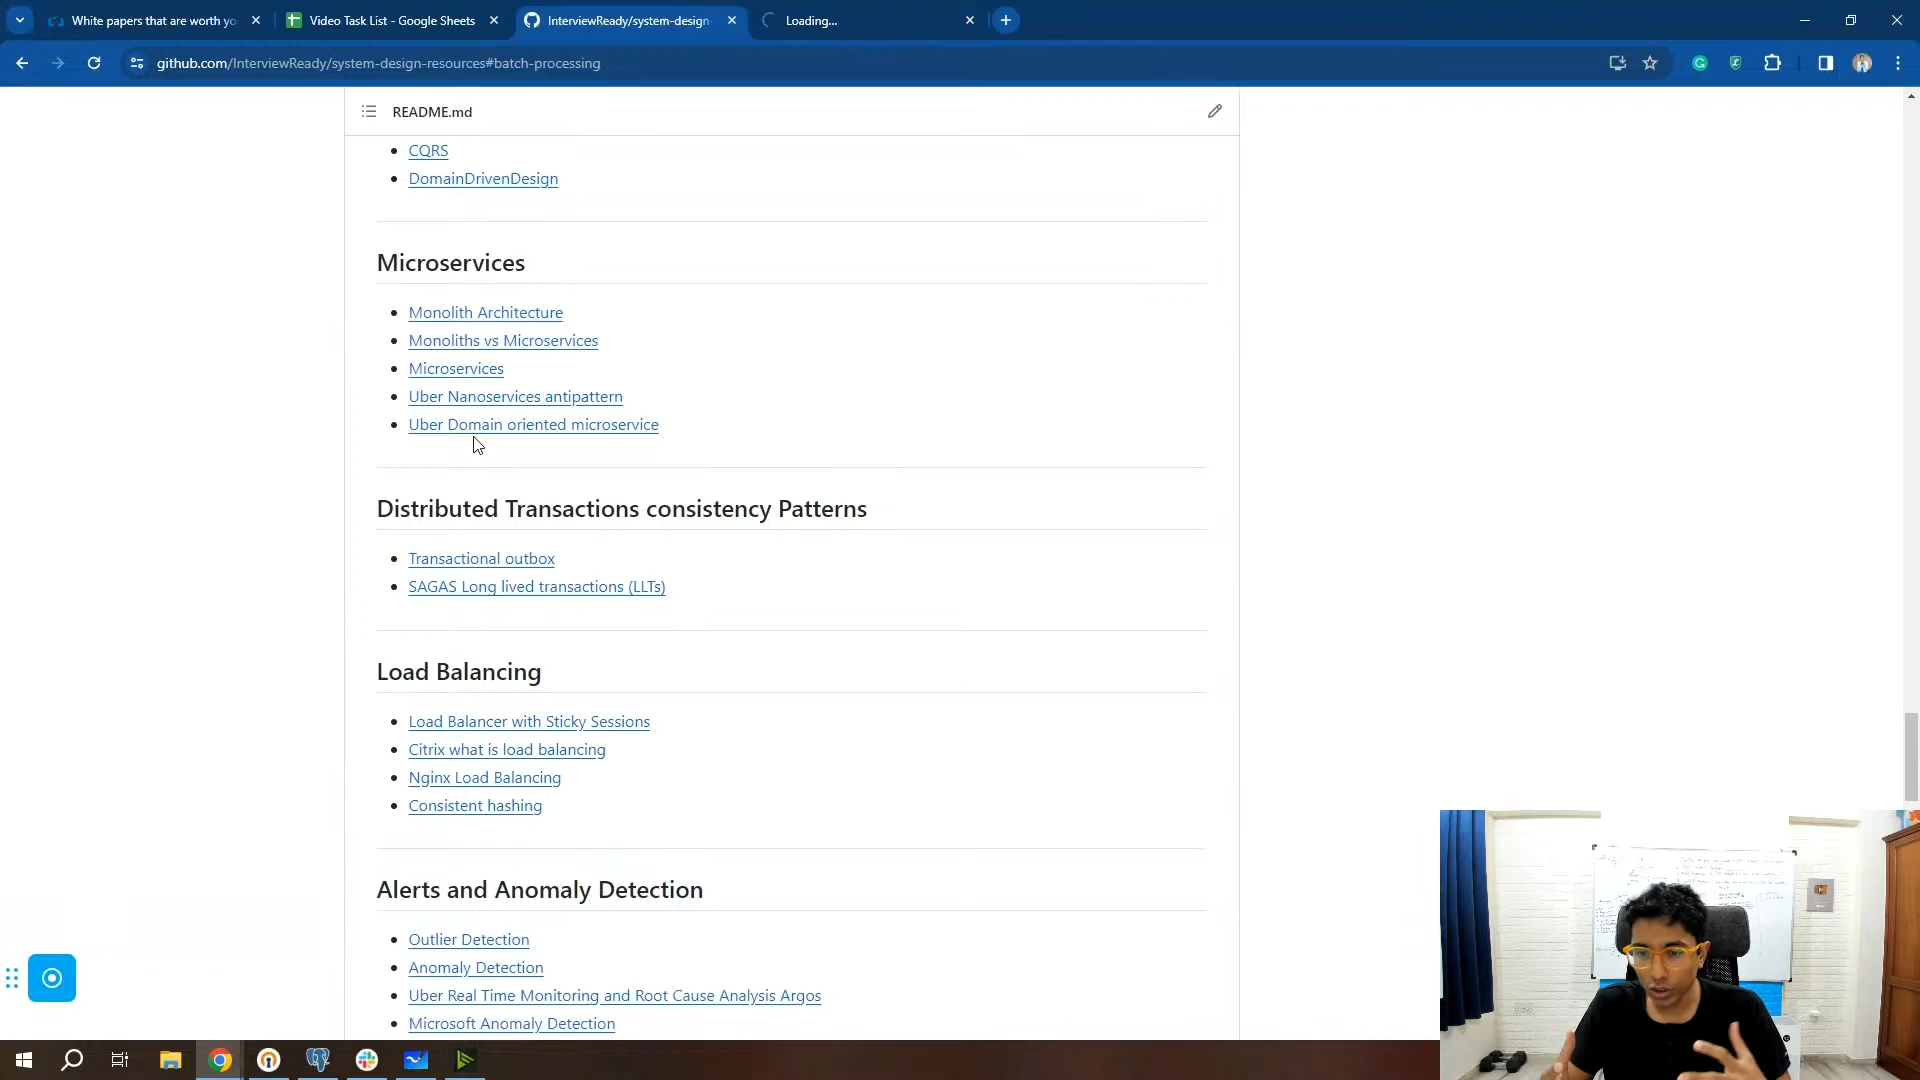 White papers that are worth yo
Video Task List - Google Sheets
InterviewReady/system-design-
Loading...
github.com/InterviewReady/system-design-resources#batch-processing
README.md
CQRS
DomainDrivenDesign
Microservices
Monolith Architecture
Monoliths vs Microservices
Microservices
Uber Nanoservices antipattern
Uber Domain oriented microservice
Distributed Transactions consistency Patterns
Transactional outbox
SAGAS Long lived transactions (LLTs)
Load Balancing
Load Balancer with Sticky Sessions
Citrix what is load balancing
Nginx Load Balancing
Consistent hashing
Alerts and Anomaly Detection
Outlier Detection
Anomaly Detection
Uber Real Time Monitoring and Root Cause Analysis Argos
Microsoft Anomaly Detection